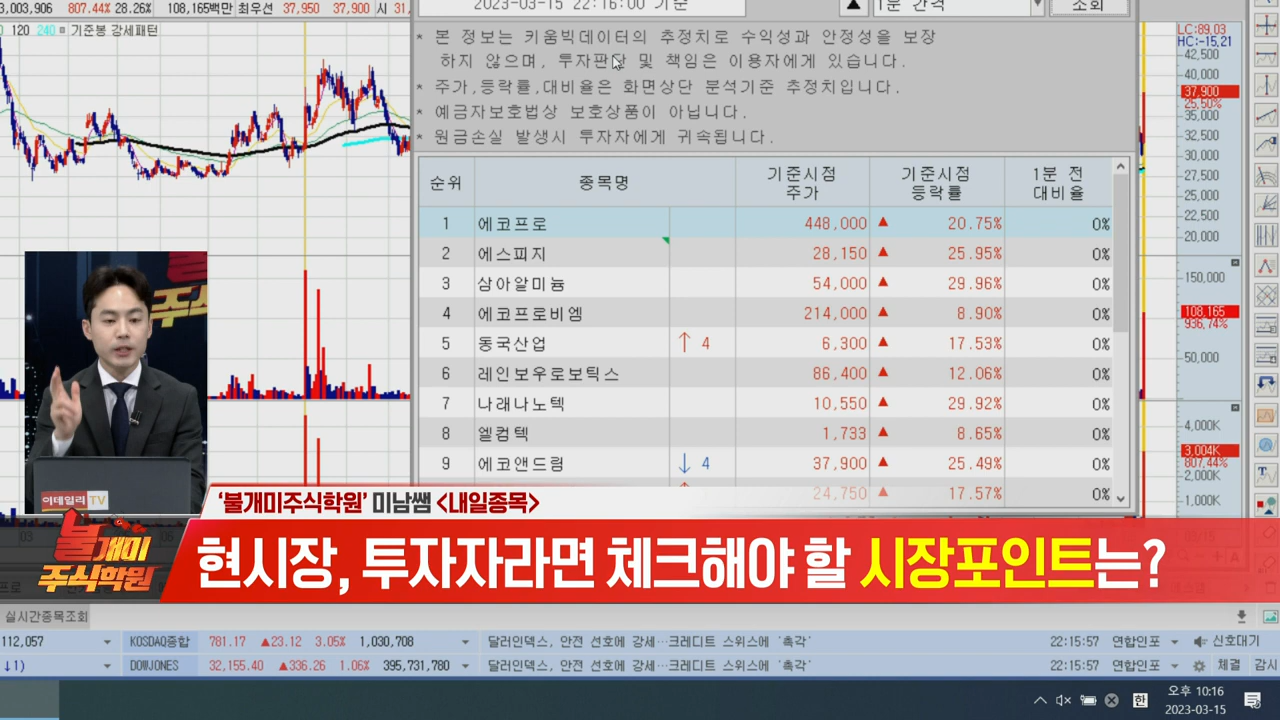 3,003,906 807.44% 28.26% 108,165백만 최우선 37,950 37,900 시 31,
2023-03-15 22:16:00 기준 ▲ 1분 간격 조회
120 240 기준봉 강세패턴
* 본 정보는 키움빅데이터의 추정치로 수익성과 안정성을 보장
하지 않으며, 투자판단 및 책임은 이용자에게 있습니다.
* 주가,등락률,대비율은 화면상단 분석기준 추정치입니다.
* 예금자보호법상 보호상품이 아닙니다.
* 원금손실 발생시 투자자에게 귀속됩니다.
순위 종목명 기준시점 주가 기준시점 등락률 1분 전 대비율
1 에코프로 448,000 ▲ 20.75% 0%
2 에스피지 28,150 ▲ 25.95% 0%
3 삼아알미늄 54,000 ▲ 29.96% 0%
4 에코프로비엠 214,000 ▲ 8.90% 0%
5 동국산업 ↑ 4 6,300 ▲ 17.53% 0%
6 레인보우로보틱스 86,400 ▲ 12.06% 0%
7 나래나노텍 10,550 ▲ 29.92% 0%
8 엘컴텍 1,733 ▲ 8.65% 0%
9 에코앤드림 ↓ 4 37,900 ▲ 25.49% 0%
24,750 ▲ 17.57% 0%
LC:89,03
HC:-15,21
42,500
40,000
37,900
25,50%
35,000
32,500
30,000
27,500
25,000
22,500
20,000
150,000
108,165
936,74%
50,000
4,000K
3,004K
807,44%
2,000K
1,000K
이데일리 TV
'불개미주식학원' 미남쌤 <내일종목>
불개미
주식학원
현시장, 투자자라면 체크해야 할 시장포인트는?
실시간종목조회
112,057 KOSDAQ종합 781.17 ▲23.12 3.05% 1,030,708 달러인덱스, 안전 선호에 강세…크레디트 스위스에 '촉각' 22:15:57 연합인포 신호대기
↓1) DOWJONES 32,155.40 ▲336.26 1.06% 395,731,780 달러인덱스, 안전 선호에 강세…크레디트 스위스에 '촉각' 22:15:57 연합인포 체결 감시
한 오후 10:16
2023-03-15